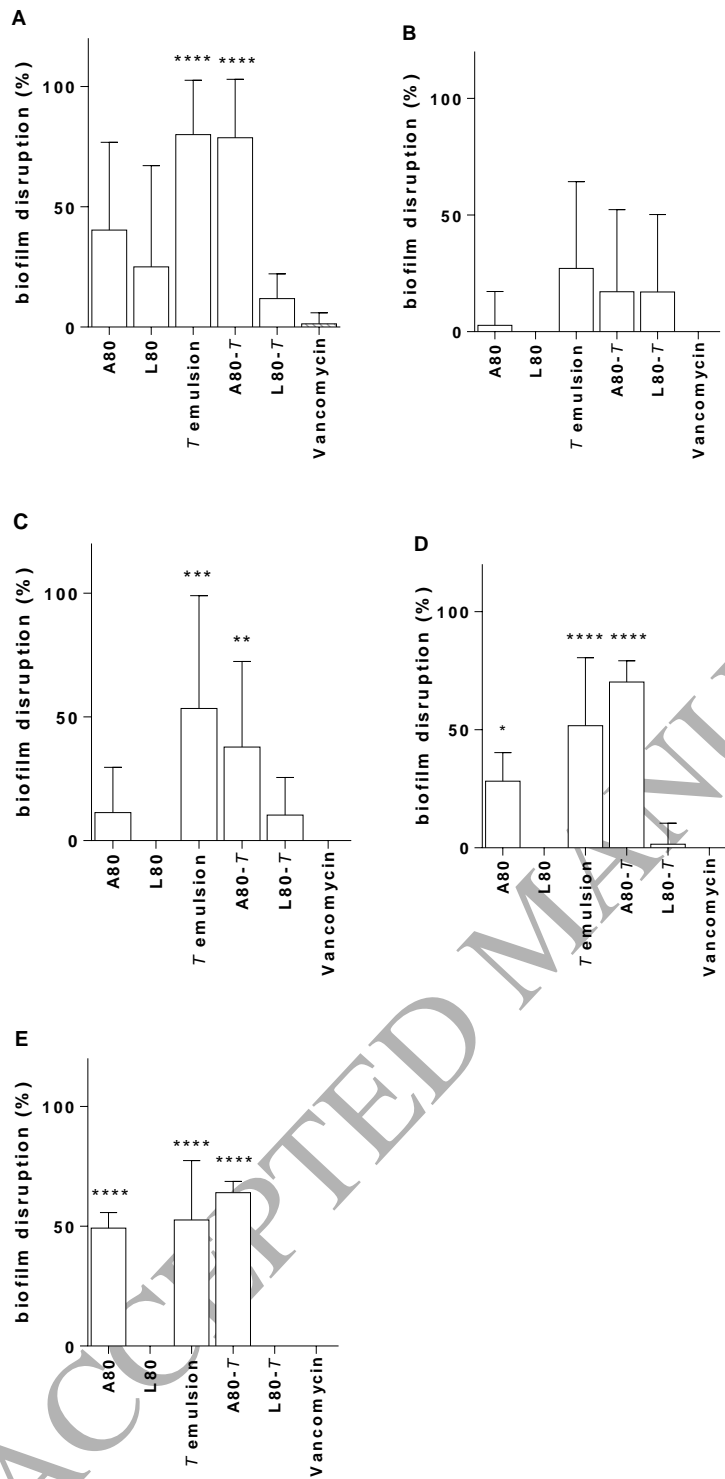 A
biofilm disruption (%)
100
50
0
**** ****
A80
L80
T emulsion
A80-T
L80-T
Vancomycin
B
biofilm disruption (%)
100
50
0
A80
L80
T emulsion
A80-T
L80-T
Vancomycin
C
biofilm disruption (%)
100
50
0
***
**
A80
L80
T emulsion
A80-T
L80-T
Vancomycin
D
biofilm disruption (%)
100
50
0
*
**** ****
A80
L80
T emulsion
A80-T
L80-T
Vancomycin
E
biofilm disruption (%)
100
50
0
****
****
****
A80
L80
T emulsion
A80-T
L80-T
Vancomycin
ACCEPTED MANU